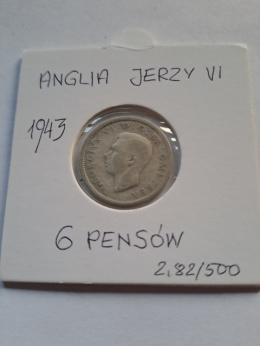 ANGLIA JERZY VI
1943
6 PENSÓW
2,82/500